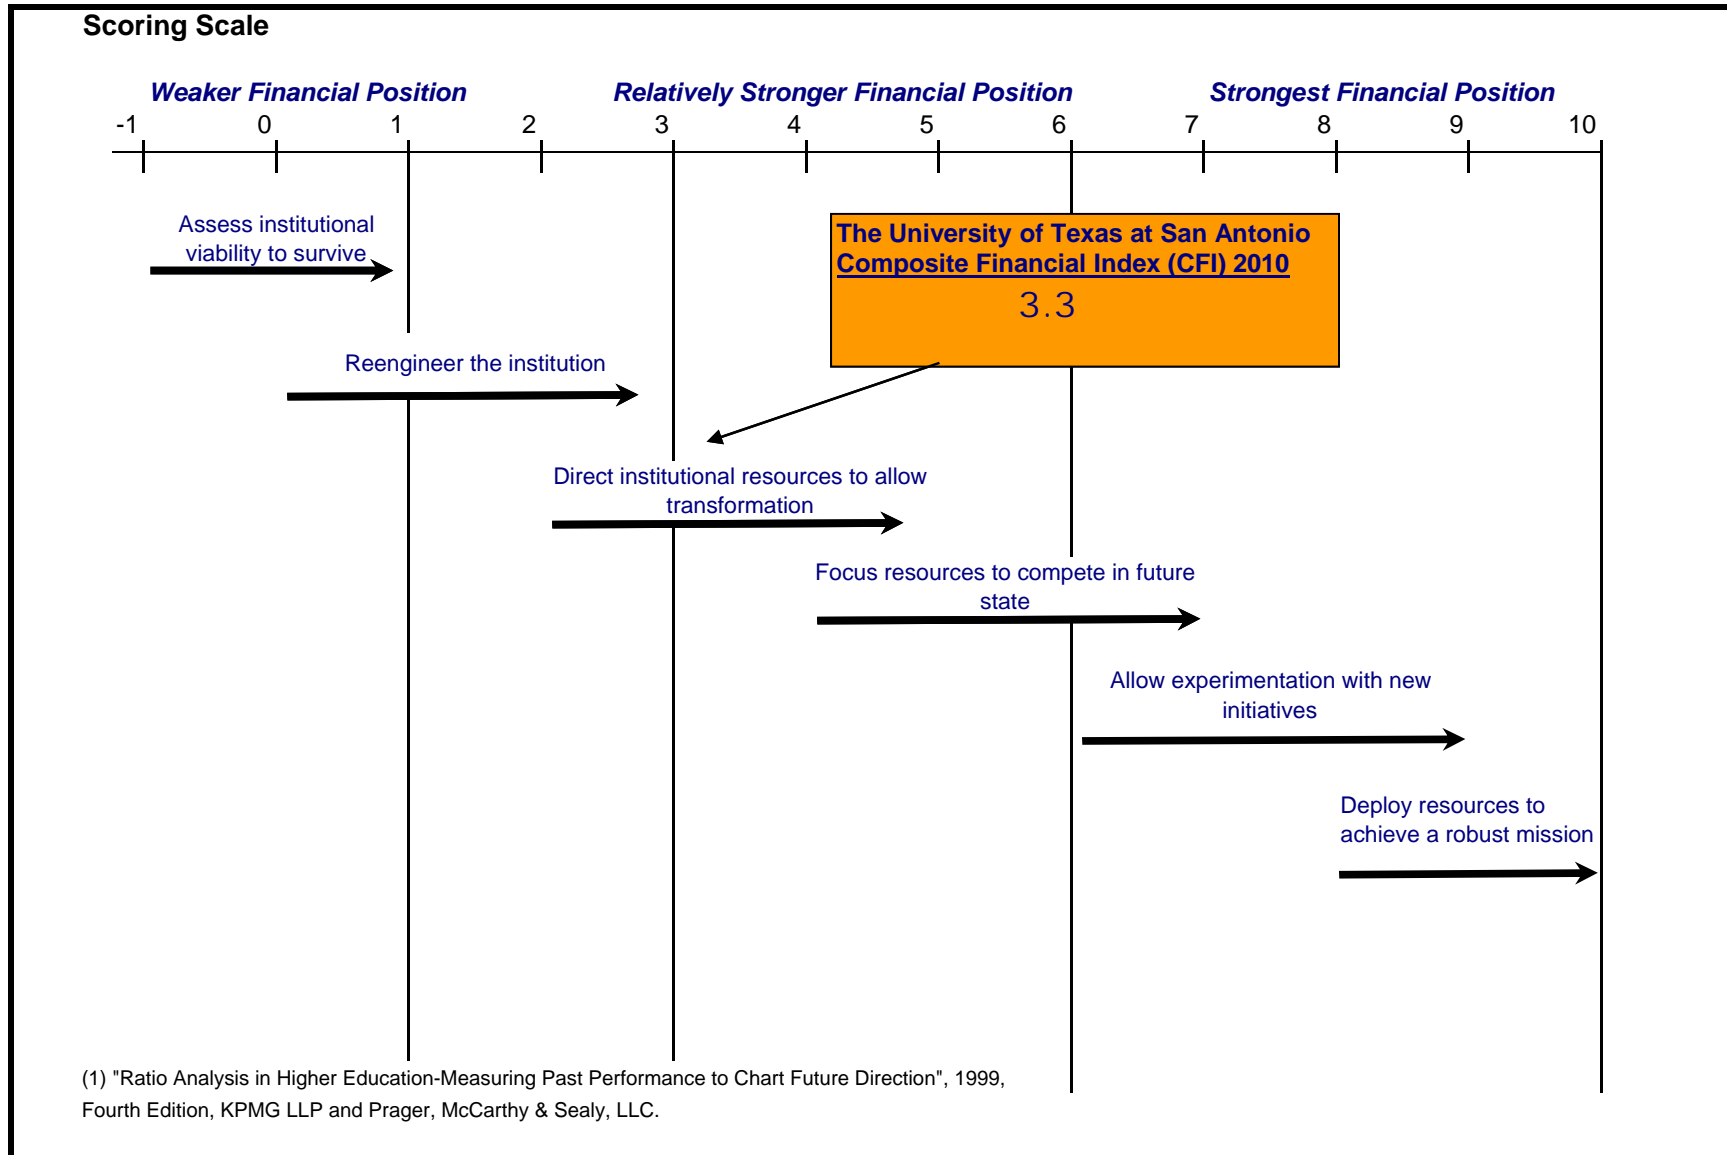 Scoring Scale
Weaker Financial Position Relatively Stronger Financial Position Strongest Financial Position
-1 0 1 2 3 4 5 6 7 8 9 10
Assess institutional
viability to survive
The University of Texas at San Antonio
Composite Financial Index (CFI) 2010
3.3
Reengineer the institution
Direct institutional resources to allow
transformation
Focus resources to compete in future
state
Allow experimentation with new
initiatives
Deploy resources to
achieve a robust mission
(1) "Ratio Analysis in Higher Education-Measuring Past Performance to Chart Future Direction", 1999,
Fourth Edition, KPMG LLP and Prager, McCarthy & Sealy, LLC.